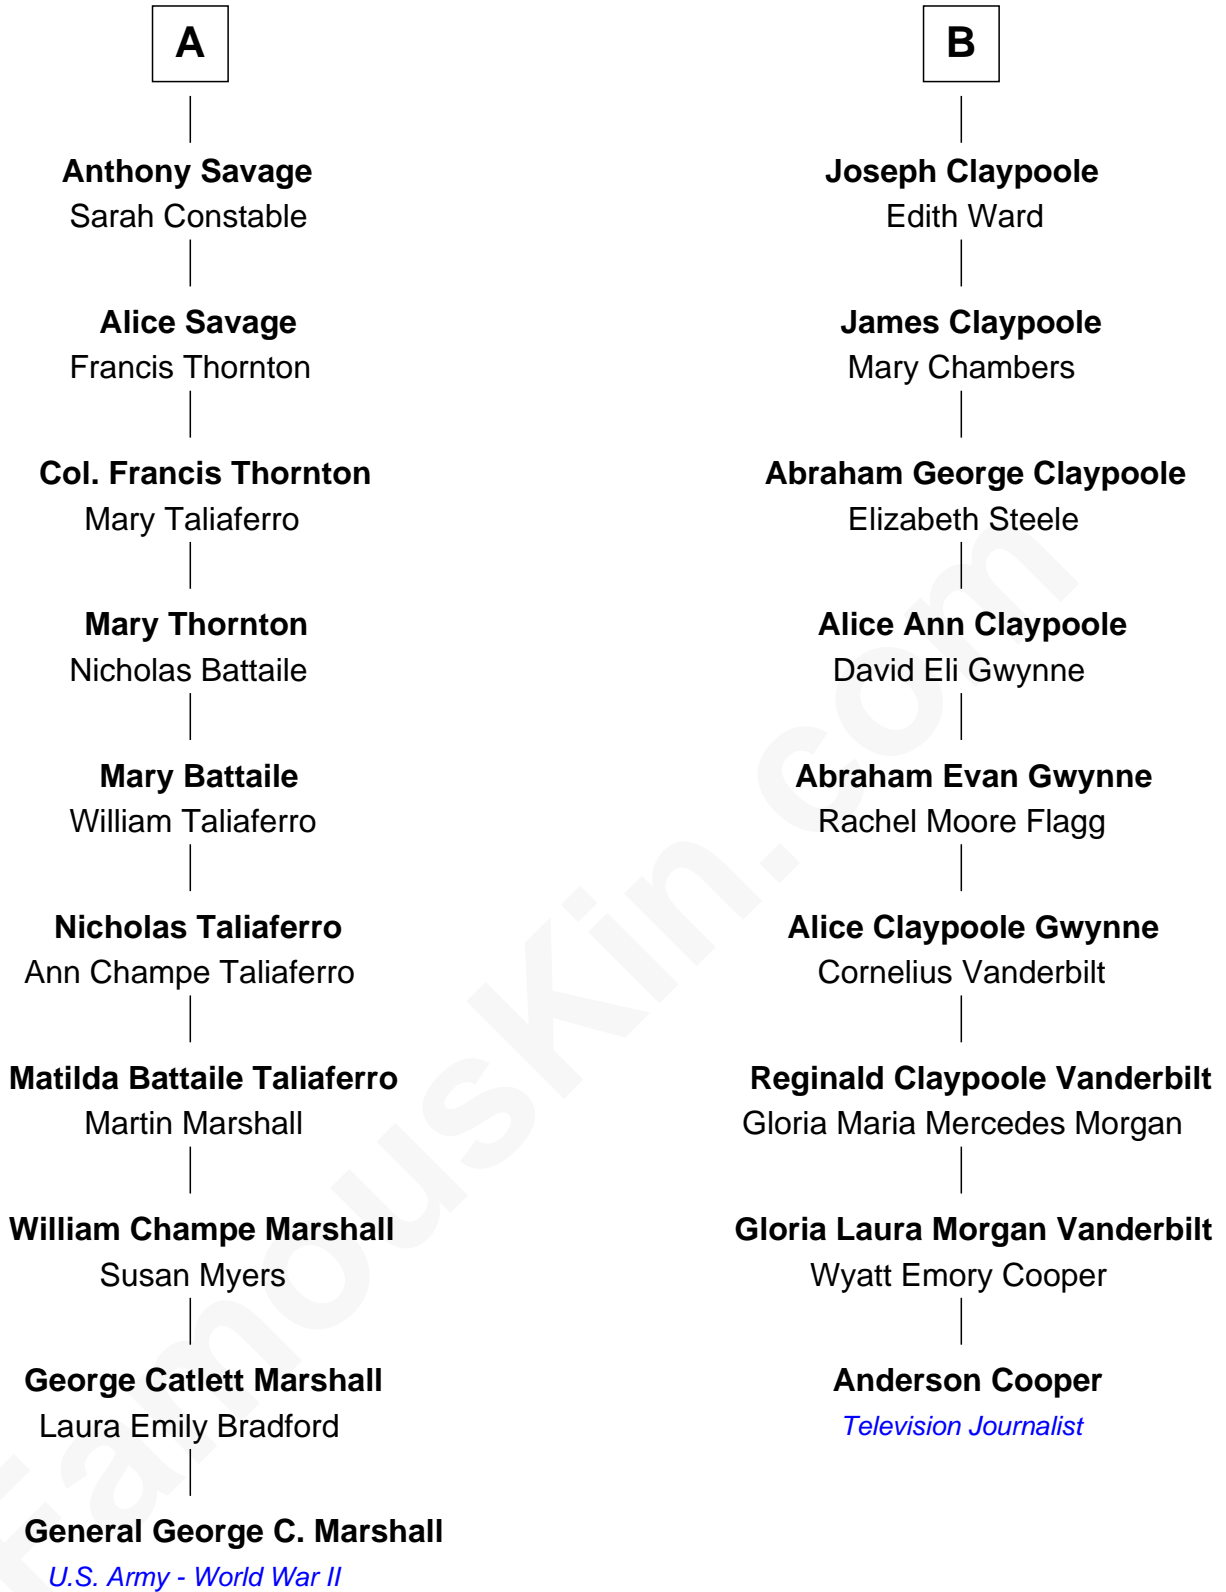 A
Anthony Savage
Sarah Constable
Alice Savage
Francis Thornton
Col. Francis Thornton
Mary Taliaferro
Mary Thornton
Nicholas Battaile
Mary Battaile
William Taliaferro
Nicholas Taliaferro
Ann Champe Taliaferro
Matilda Battaile Taliaferro
Martin Marshall
William Champe Marshall
Susan Myers
George Catlett Marshall
Laura Emily Bradford
General George C. Marshall
U.S. Army - World War II
B
Joseph Claypoole
Edith Ward
James Claypoole
Mary Chambers
Abraham George Claypoole
Elizabeth Steele
Alice Ann Claypoole
David Eli Gwynne
Abraham Evan Gwynne
Rachel Moore Flagg
Alice Claypoole Gwynne
Cornelius Vanderbilt
Reginald Claypoole Vanderbilt
Gloria Maria Mercedes Morgan
Gloria Laura Morgan Vanderbilt
Wyatt Emory Cooper
Anderson Cooper
Television Journalist
FamousKin.com